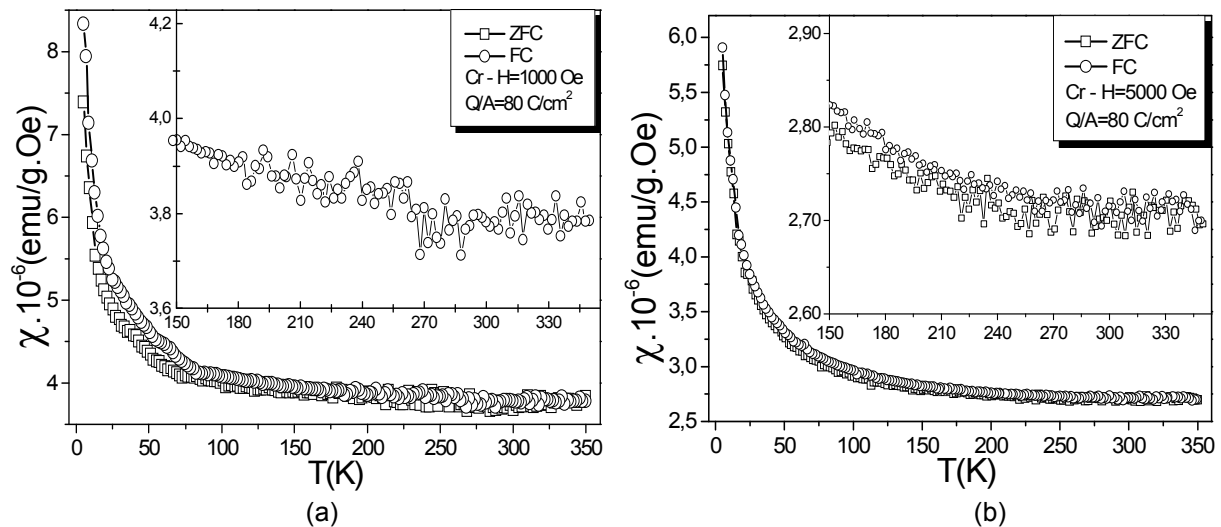 4,2
4,0
3,8
3,6
150 180 210 240 270 300 330
ZFC
FC
Cr - H=1000 Oe
Q/A=80 C/cm²
8
7
6
5
4
χ.10⁻⁶(emu/g.Oe)
0 50 100 150 200 250 300 350
T(K)
(a)
2,90
2,80
2,70
2,60
150 180 210 240 270 300 330
ZFC
FC
Cr - H=5000 Oe
Q/A=80 C/cm²
6,0
5,5
5,0
4,5
4,0
3,5
3,0
2,5
χ.10⁻⁶(emu/g.Oe)
0 50 100 150 200 250 300 350
T(K)
(b)